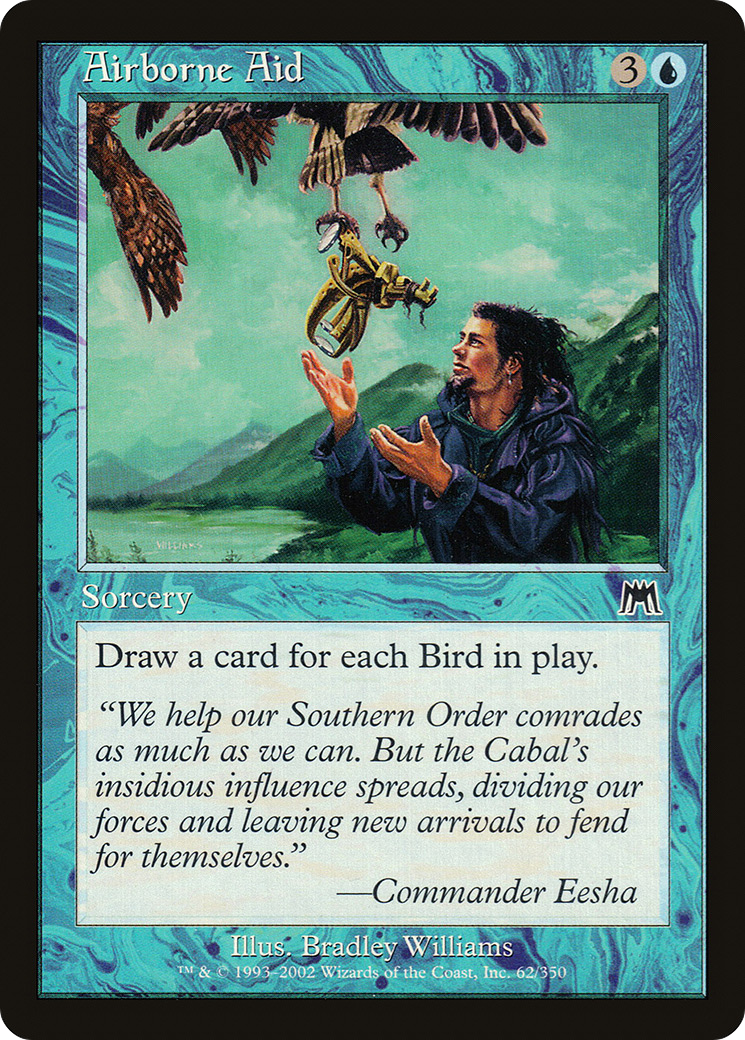 Airborne Aid 3
WILLIAMS
Sorcery
Draw a card for each Bird in play.
“We help our Southern Order comrades
as much as we can. But the Cabal’s
insidious influence spreads, dividing our
forces and leaving new arrivals to fend
for themselves.”
—Commander Eesha
Illus. Bradley Williams
™ & © 1993–2002 Wizards of the Coast, Inc. 62/350